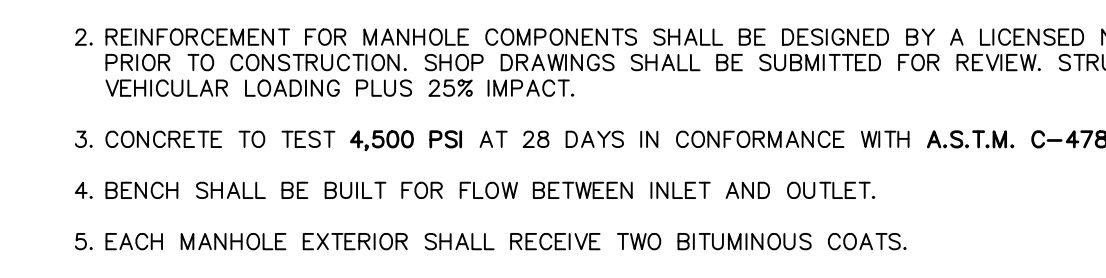 2. REINFORCEMENT FOR MANHOLE COMPONENTS SHALL BE DESIGNED BY A LICENSED
PRIOR TO CONSTRUCTION. SHOP DRAWINGS SHALL BE SUBMITTED FOR REVIEW.
VEHICULAR LOADING PLUS 25% IMPACT.
3. CONCRETE TO TEST 4,500 PSI AT 28 DAYS IN CONFORMANCE WITH A.S.T.M. C-478
4. BENCH SHALL BE BUILT FOR FLOW BETWEEN INLET AND OUTLET.
5. EACH MANHOLE EXTERIOR SHALL RECEIVE TWO BITUMINOUS COATS.